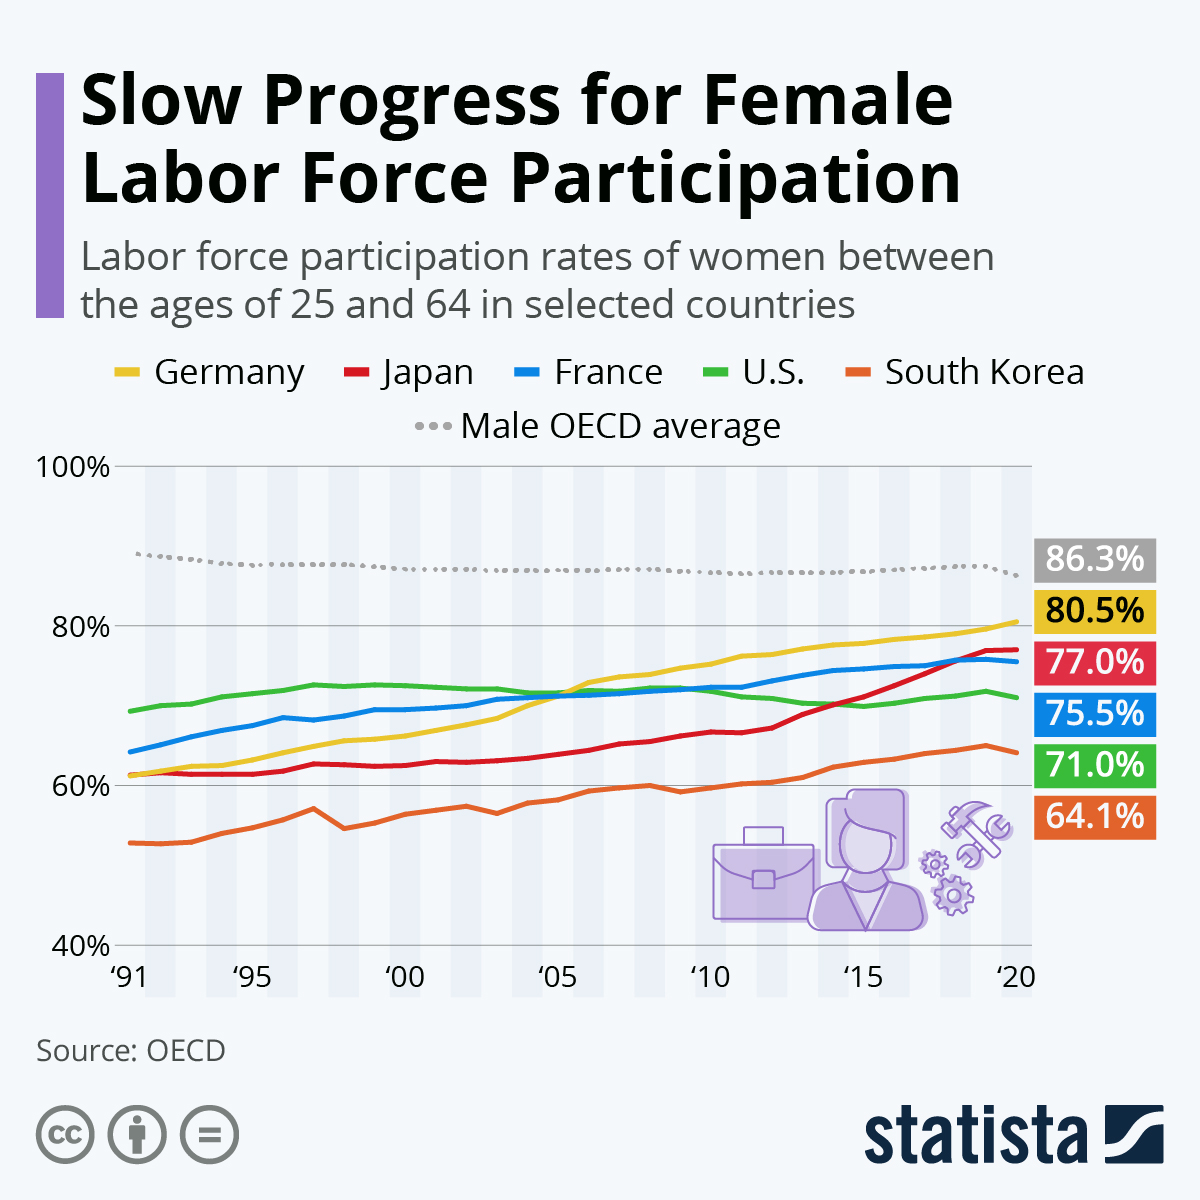 Slow Progress for Female
Labor Force Participation
Labor force participation rates of women between
the ages of 25 and 64 in selected countries
Germany Japan France U.S. South Korea
Male OECD average
100%
80%
60%
40%
86.3%
80.5%
77.0%
75.5%
71.0%
64.1%
‘91 ‘95 ‘00 ‘05 ‘10 ‘15 ‘20
Source: OECD
cc =
statista